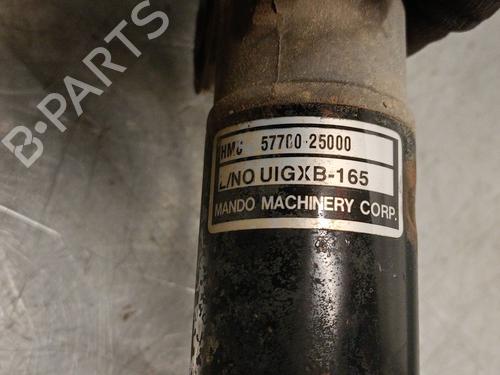 HMC 57700-25000
L/NO UIGXB-165
MANDO MACHINERY CORP.
B-PARTS